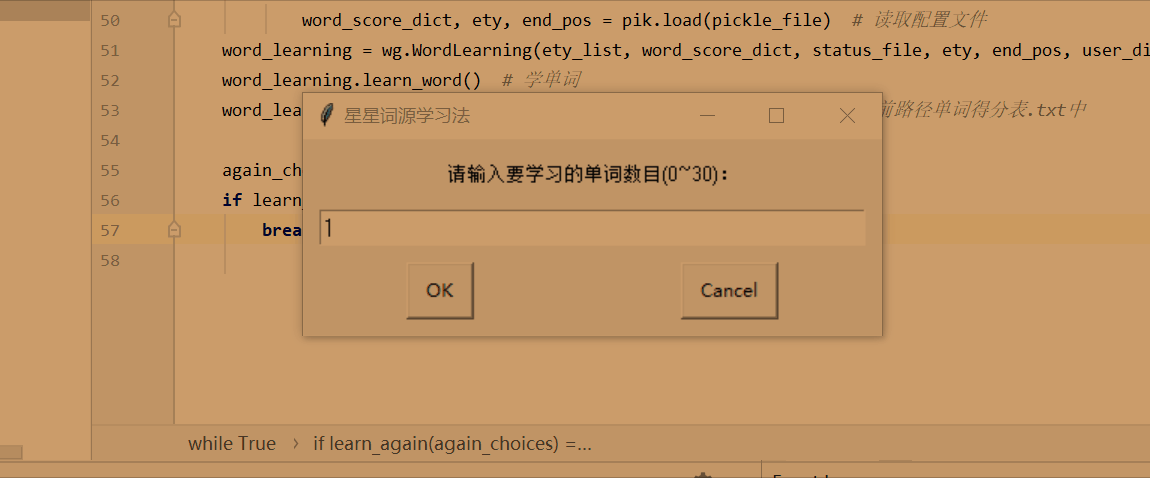 50 word_score_dict, ety, end_pos = pik.load(pickle_file)  # 读取配置文件
51 word_learning = wg.WordLearning(ety_list, word_score_dict, status_file, ety, end_pos, user_di
52 word_learning.learn_word()  # 学单词
53 word_lea 前路径单词得分表.txt中
54
55 again_ch
56 if learn
57 brea
58
星星词源学习法
请输入要学习的单词数目(0~30):
1
OK Cancel
while True › if learn_again(again_choices) =...